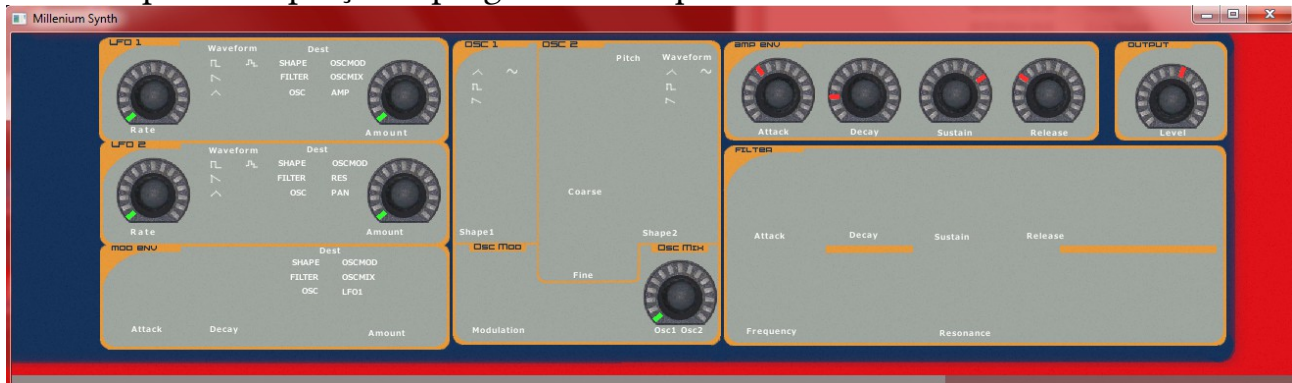 Millenium Synth
LFO 1
Waveform
Dest
SHAPE OSCMOD
FILTER OSCMIX
OSC AMP
Rate
Amount
LFO 2
Waveform
Dest
SHAPE OSCMOD
FILTER RES
OSC PAN
Rate
Amount
MOD ENV
Dest
SHAPE OSCMOD
FILTER OSCMIX
OSC LFO1
Attack Decay
Amount
OSC 1
Shape1
OSC 2
Pitch Waveform
Coarse
Shape2
Fine
Osc Mod
Modulation
Osc Mix
Osc1 Osc2
AMP ENV
Attack Decay Sustain Release
OUTPUT
Level
FILTER
Attack Decay Sustain Release
Frequency Resonance